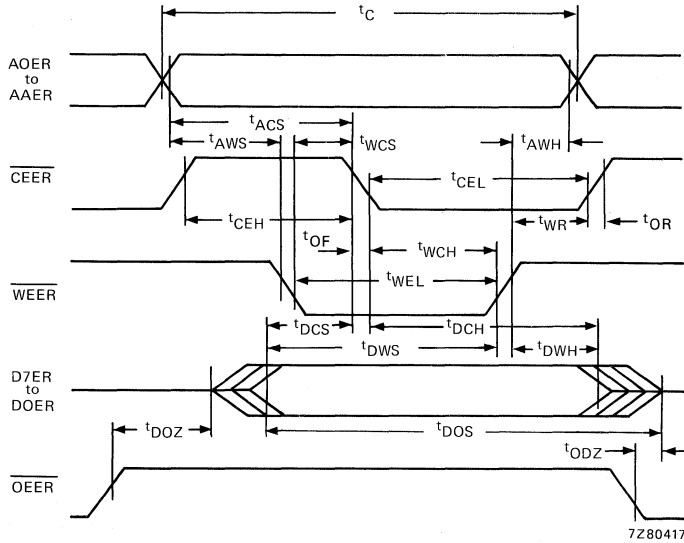 tC
AOER
to
AAER
tACS
tAWS
tWCS
tAWH
CEER
tCEL
tCEH
tWR
tOR
tOF
tWCH
tWEL
WEER
tDCS
tDCH
tDWS
tDWH
D7ER
to
DOER
tDOZ
tDOS
tODZ
OEER
7Z80417